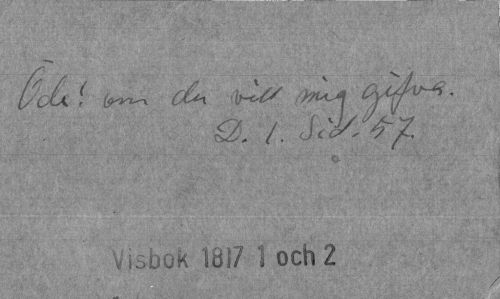 Öde! om du vill mig gifva.
D. 1. Sid. 57.
Visbok 1817 1 och 2